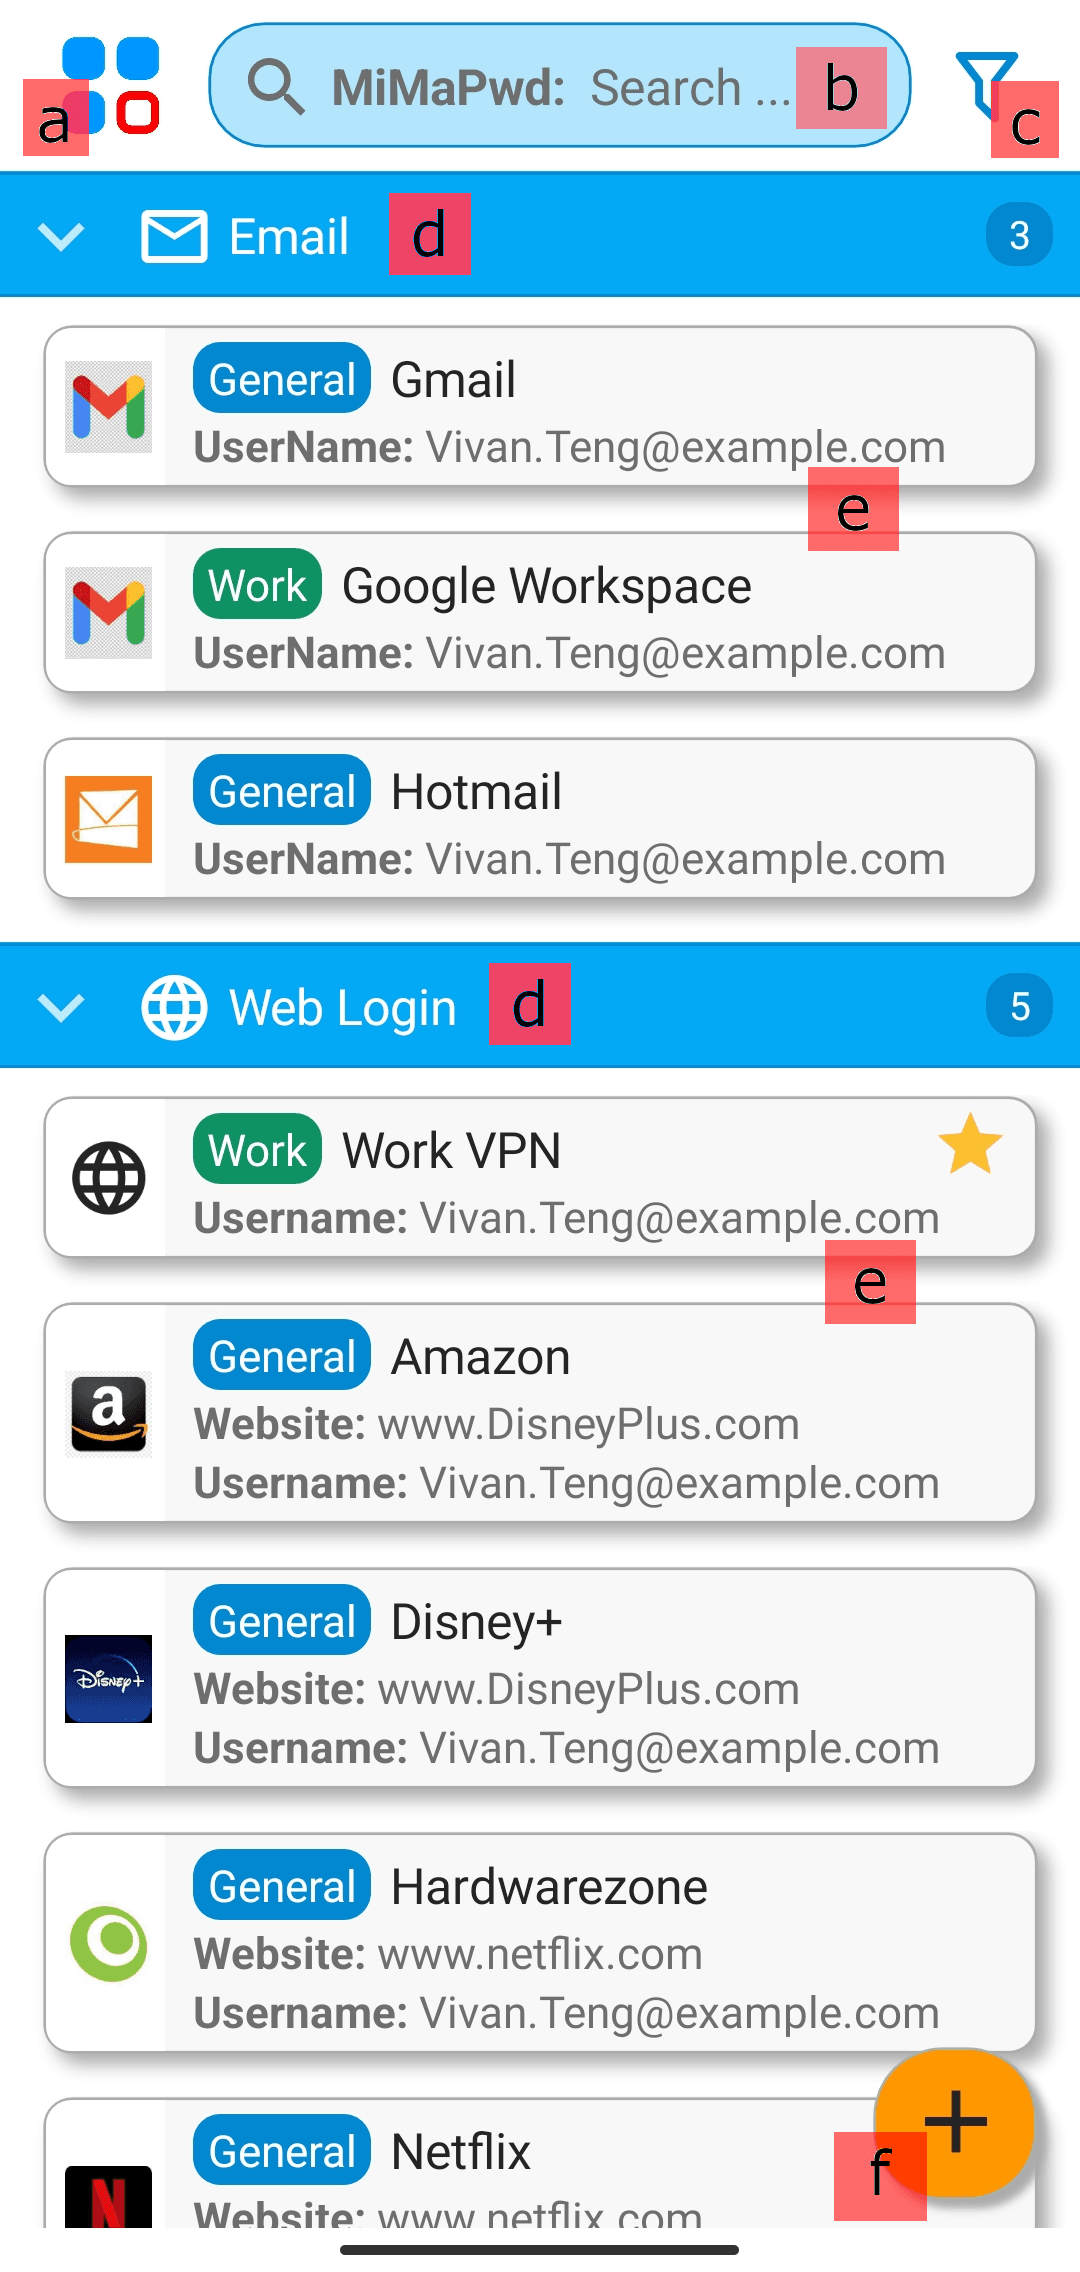 a
MiMaPwd: Search ... b
c
Email d 3
General Gmail
UserName: Vivan.Teng@example.com
e
Work Google Workspace
UserName: Vivan.Teng@example.com
General Hotmail
UserName: Vivan.Teng@example.com
Web Login d 5
Work Work VPN
Username: Vivan.Teng@example.com
e
a
General Amazon
Website: www.DisneyPlus.com
Username: Vivan.Teng@example.com
General Disney+
Disney+
Website: www.DisneyPlus.com
Username: Vivan.Teng@example.com
General Hardwarezone
Website: www.netflix.com
Username: Vivan.Teng@example.com
+
General Netflix
f
N
Website: www.netflix.com